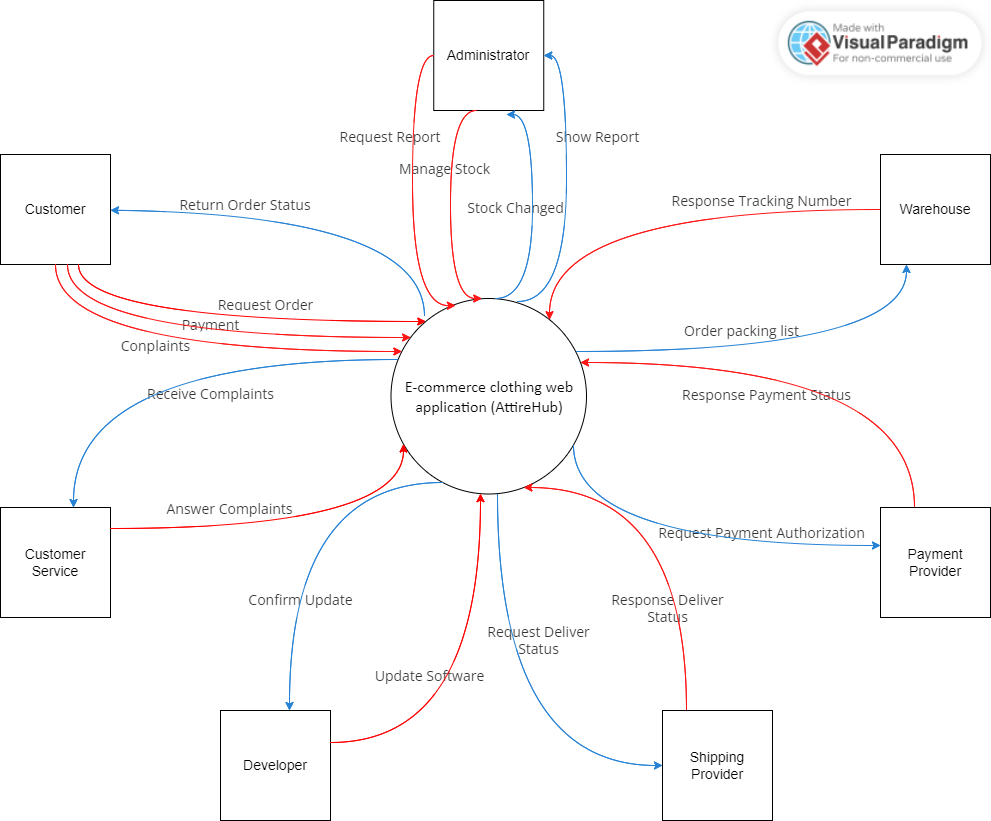 Made with
VisualParadigm
For non-commercial use
Administrator
Request Report
Show Report
Manage Stock
Customer
Return Order Status
Stock Changed
Response Tracking Number
Warehouse
Request Order
Payment
Conplaints
Order packing list
E-commerce clothing web
application (AttireHub)
Receive Complaints
Response Payment Status
Answer Complaints
Request Payment Authorization
Customer
Service
Payment
Provider
Confirm Update
Response Deliver
Status
Request Deliver
Status
Update Software
Developer
Shipping
Provider